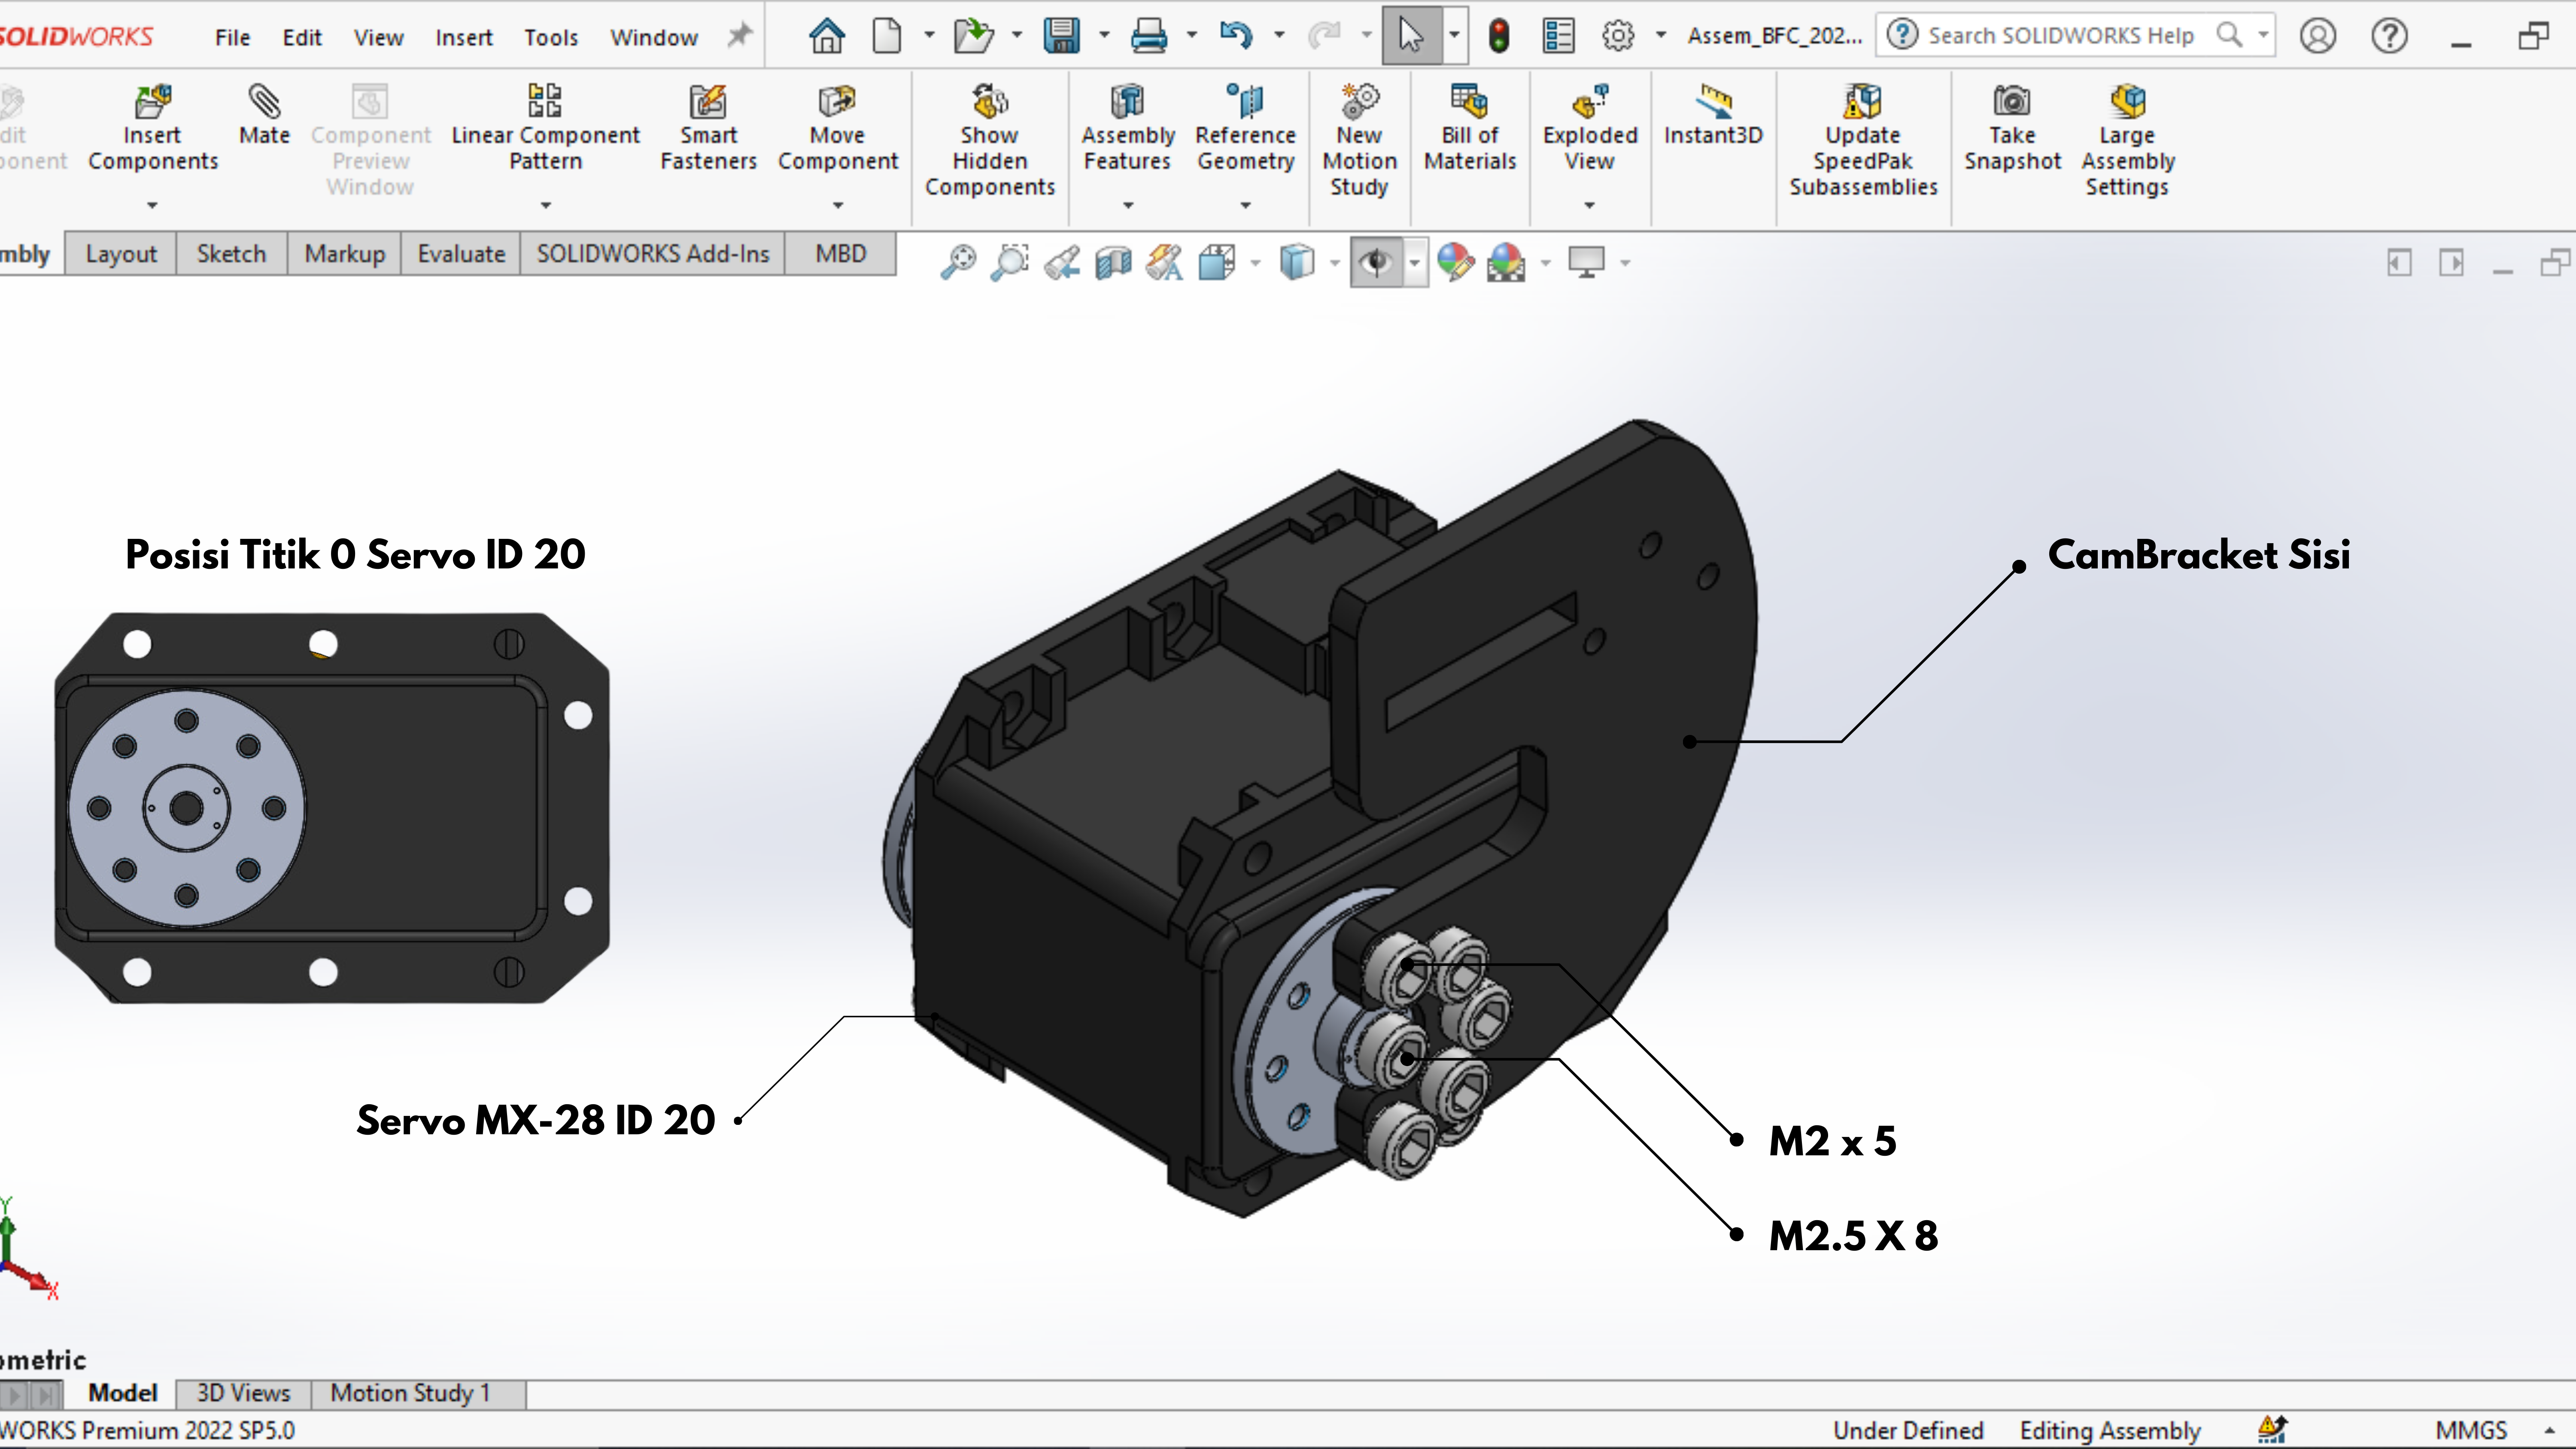 SOLIDWORKS File Edit View Insert Tools Window Assem_BFC_202... Search SOLIDWORKS Help
dit
ponent
Insert
Components
Mate
Component
Preview
Window
Linear Component
Pattern
Smart
Fasteners
Move
Component
Show
Hidden
Components
Assembly
Features
Reference
Geometry
New
Motion
Study
Bill of
Materials
Exploded
View
Instant3D
Update
SpeedPak
Subassemblies
Take
Snapshot
Large
Assembly
Settings
mbly Layout Sketch Markup Evaluate SOLIDWORKS Add-Ins MBD
Posisi Titik 0 Servo ID 20
CamBracket Sisi
Servo MX-28 ID 20
M2 x 5
M2.5 X 8
Y
X
ometric
Model 3D Views Motion Study 1
WORKS Premium 2022 SP5.0 Under Defined Editing Assembly MMGS